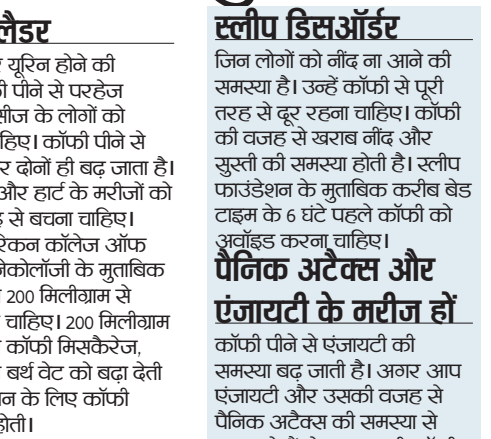 लैडर
यूरिन होने की
पीने से परहेज
के लोगों को
कॉफी पीने से
दोनों ही बढ़ जाता है।
और हार्ट के मरीजों को
से बचना चाहिए।
कॉलेज ऑफ
के मुताबिक
200 मिलीग्राम से
चाहिए। 200 मिलीग्राम
कॉफी मिसकैरेज,
बर्थ वेट को बढ़ा देती
के लिए कॉफी
होती।
स्लीप डिसऑर्डर
जिन लोगों को नींद ना आने की
समस्या है। उन्हें कॉफी से पूरी
तरह से दूर रहना चाहिए। कॉफी
की वजह से खराब नींद और
सुस्ती की समस्या होती है। स्लीप
फाउंडेशन के मुताबिक करीब बेड
टाइम के 6 घंटे पहले कॉफी को
अवॉइड करना चाहिए।
पैनिक अटैक्स और
एंजायटी के मरीज हों
कॉफी पीने से एंजायटी की
समस्या बढ़ जाती है। अगर आप
एंजायटी और उसकी वजह से
पैनिक अटैक्स की समस्या से